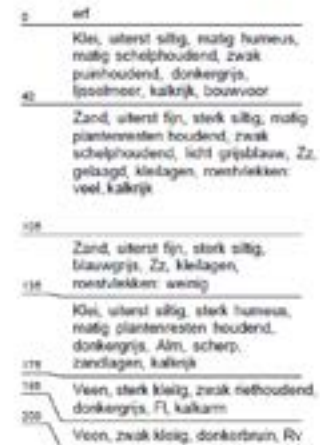 0 erf
Klei, uiterst siltig, matig humeus,
matig schelphoudend, zwak
puinhoudend, donkergrijs,
Ijsselmeer, kalkrijk, bouwvoor
40
Zand, uiterst fijn, sterk siltig, matig
plantenresten houdend, zwak
schelphoudend, licht grijsblauw, Zz,
gelaagd, kleilagen, roestvlekken:
veel, kalkrijk
Zand, uiterst fijn, sterk siltig,
blauwgrijs, Zz, kleilagen,
135 roestvlekken: weinig
Klei, uiterst siltig, sterk humeus,
matig plantenresten houdend,
donkergrijs, Alm, scherp,
175 zandlagen, kalkrijk
Veen, sterk kleiig, zwak riethoudend,
donkergrijs, Fl, kalkarm
200
Veen, zwak kleiig, donkerbruin, Rv